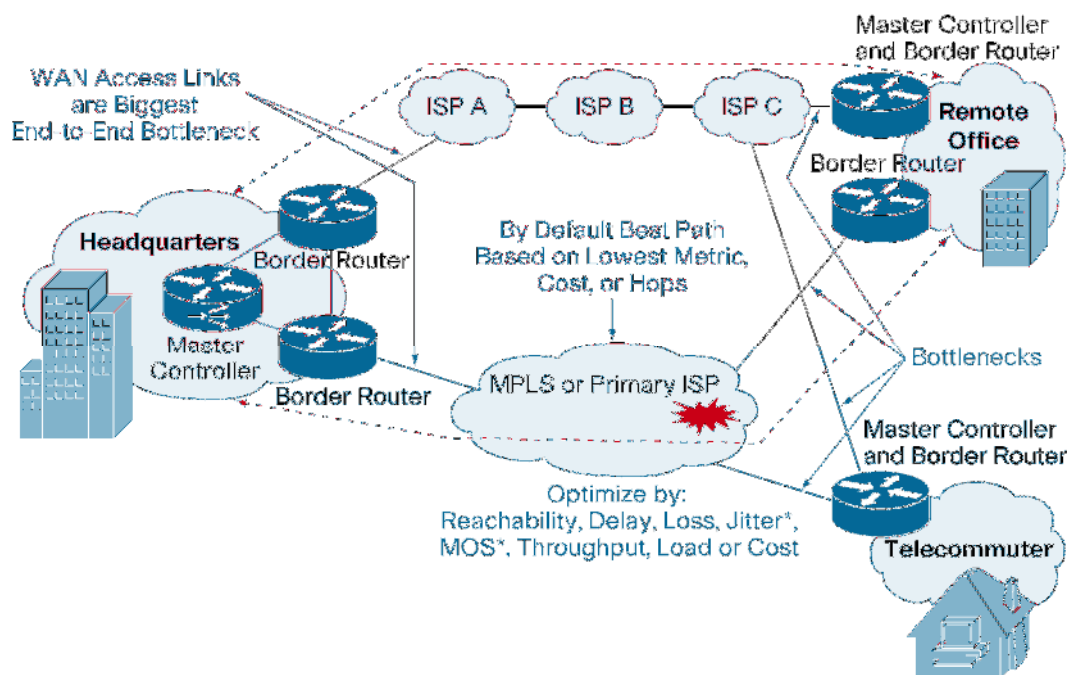 Master Controller
and Border Router
WAN Access Links
are Biggest
End-to-End Bottleneck
ISP A
ISP B
ISP C
Remote
Office
Border Router
Headquarters
Border Router
By Default Best Path
Based on Lowest Metric,
Cost, or Hops
Master
Controller
Border Router
MPLS or Primary ISP
Bottlenecks
Master Controller
and Border Router
Optimize by:
Reachability, Delay, Loss, Jitter*,
MOS*, Throughput, Load or Cost
Telecommuter